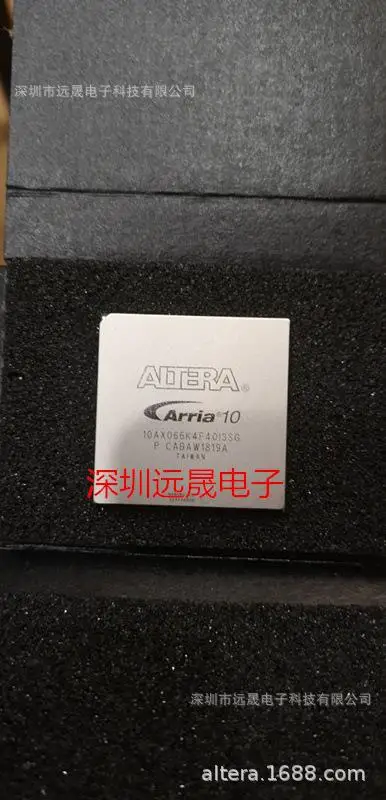 深圳市远晟电子科技有限公司
ALTERA®
Arria® 10
10AX066K4F40I3SG
P CABAW1819A
TAIWAN
深圳远晟电子
深圳市远晟电子科技有限公司
altera.1688.com